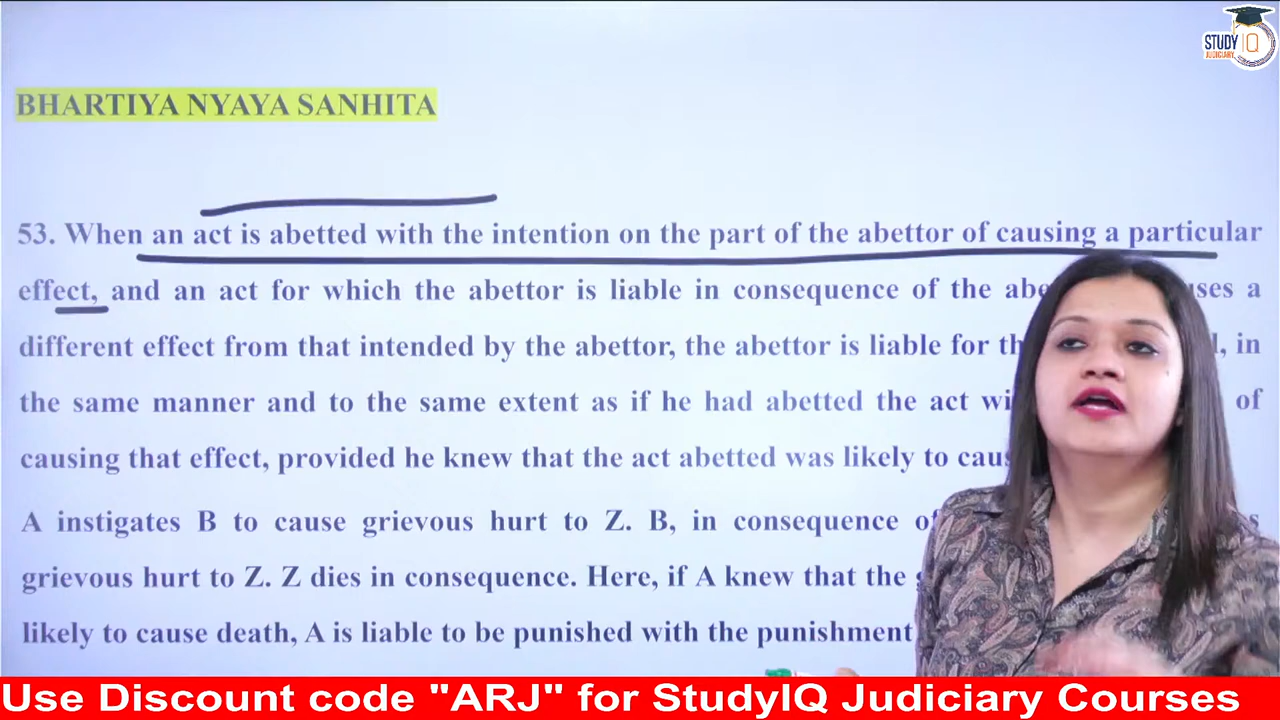 STUDY IQ
JUDICIARY
BHARTIYA NYAYA SANHITA
53. When an act is abetted with the intention on the part of the abettor of causing a particular
effect, and an act for which the abettor is liable in consequence of the a
different effect from that intended by the abettor, the abettor is liable for in
the same manner and to the same extent as if he had abetted the act of
causing that effect, provided he knew that the act abetted was likely to
A instigates B to cause grievous hurt to Z. B, in consequence
grievous hurt to Z. Z dies in consequence. Here, if A knew that the
likely to cause death, A is liable to be punished with the punishment
Use Discount code "ARJ" for StudyIQ Judiciary Courses